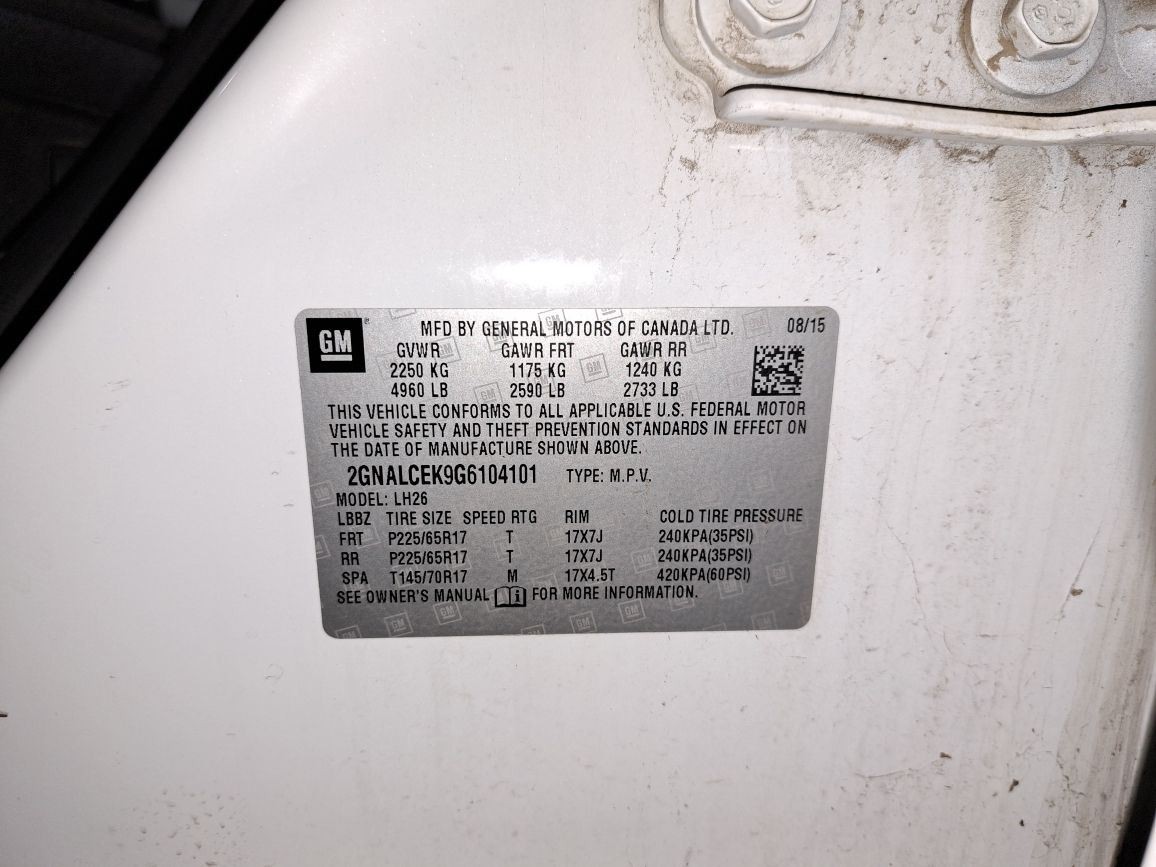 GM
MFD BY GENERAL MOTORS OF CANADA LTD. 08/15
GVWR GAWR FRT GAWR RR
2250 KG 1175 KG 1240 KG
4960 LB 2590 LB 2733 LB
THIS VEHICLE CONFORMS TO ALL APPLICABLE U.S. FEDERAL MOTOR
VEHICLE SAFETY AND THEFT PREVENTION STANDARDS IN EFFECT ON
THE DATE OF MANUFACTURE SHOWN ABOVE.
2GNALCEK9G6104101 TYPE: M.P.V.
MODEL: LH26
LBBZ TIRE SIZE SPEED RTG RIM COLD TIRE PRESSURE
FRT P225/65R17 T 17X7J 240KPA(35PSI)
RR P225/65R17 T 17X7J 240KPA(35PSI)
SPA T145/70R17 M 17X4.5T 420KPA(60PSI)
SEE OWNER'S MANUAL FOR MORE INFORMATION.